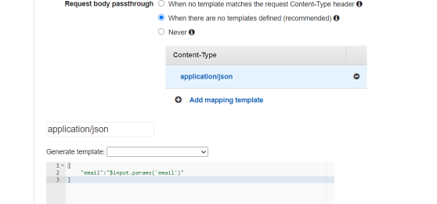 Request body passthrough When no template matches the request Content-Type header
When there are no templates defined (recommended)
Never
Content-Type
application/json
Add mapping template
application/json
Generate template:
1 {
2 "email":"$input.params('email')"
3 }